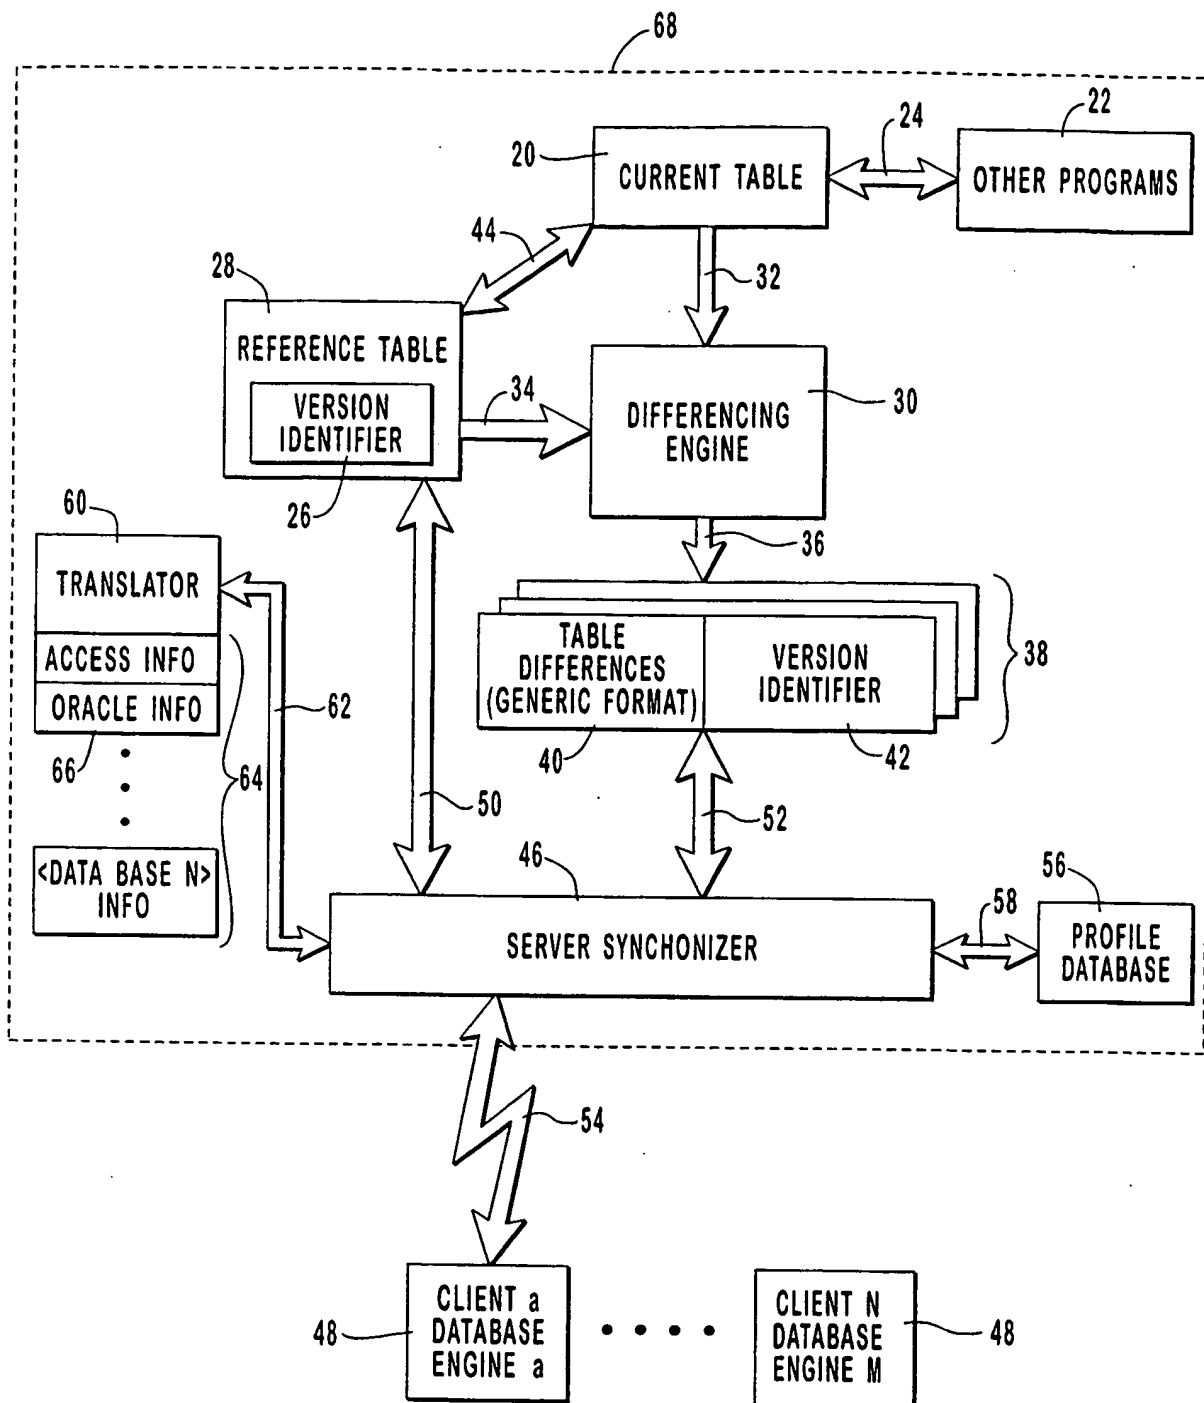 68
24
22
20
CURRENT TABLE
OTHER PROGRAMS
44
28
32
REFERENCE TABLE
34
VERSION
IDENTIFIER
DIFFERENCING
ENGINE
30
26
60
36
TRANSLATOR
ACCESS INFO
ORACLE INFO
62
TABLE
DIFFERENCES
(GENERIC FORMAT)
VERSION
IDENTIFIER
38
66
64
40
42
50
52
<DATA BASE N>
INFO
46
56
58
SERVER SYNCHONIZER
PROFILE
DATABASE
54
48
CLIENT a
DATABASE
ENGINE a
CLIENT N
DATABASE
ENGINE M
48